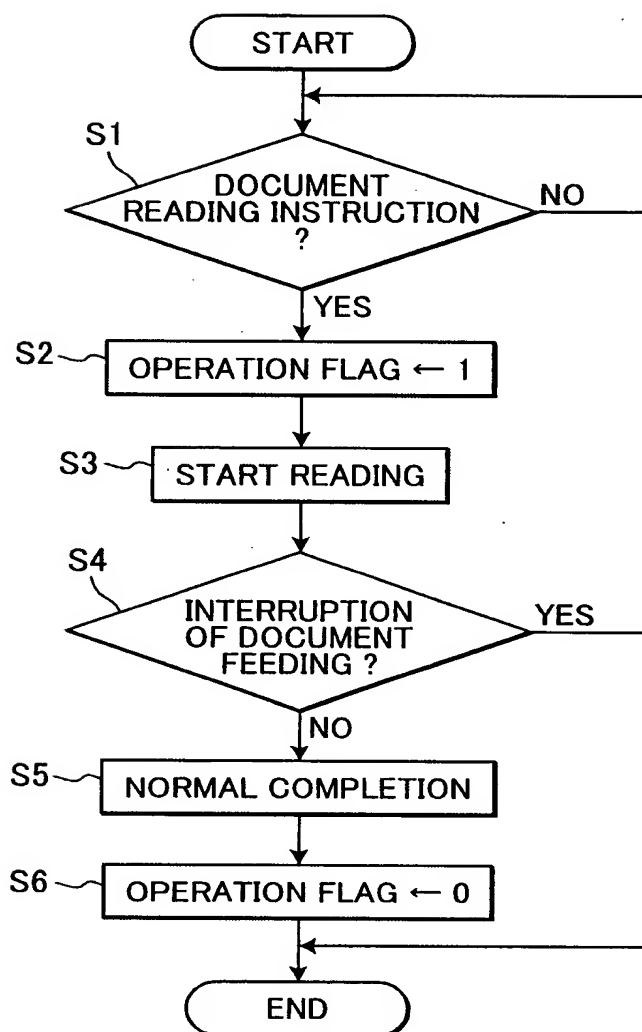 START
S1
DOCUMENT
READING INSTRUCTION
?
NO
YES
S2
OPERATION FLAG ← 1
S3
START READING
S4
INTERRUPTION
OF DOCUMENT
FEEDING ?
YES
NO
S5
NORMAL COMPLETION
S6
OPERATION FLAG ← 0
END